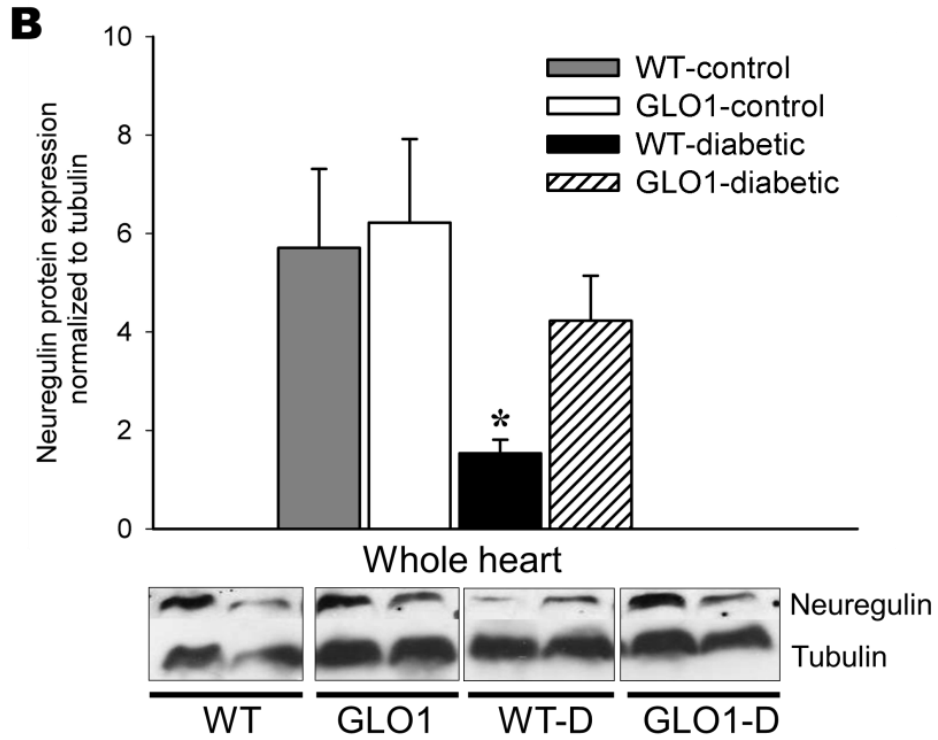 B
10
8
6
4
2
0
Neuregulin protein expression
normalized to tubulin
WT-control
GLO1-control
WT-diabetic
GLO1-diabetic
*
Whole heart
Neuregulin
Tubulin
WT
GLO1
WT-D
GLO1-D